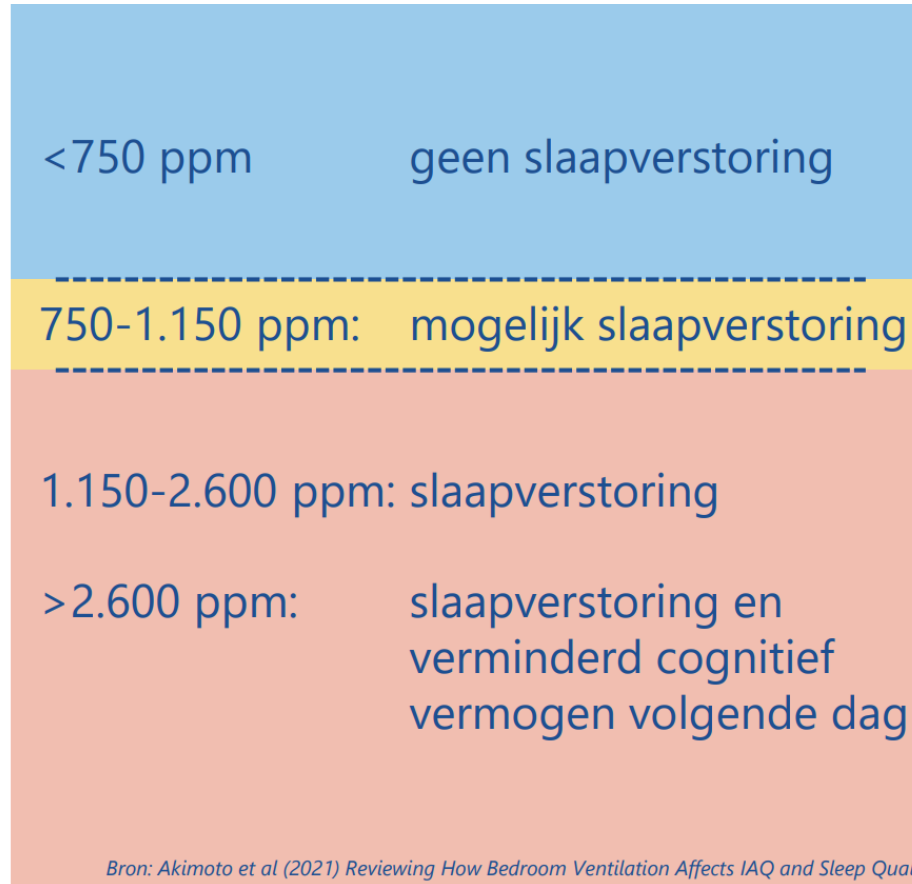 <750 ppm geen slaapverstoring
750-1.150 ppm: mogelijk slaapverstoring
1.150-2.600 ppm: slaapverstoring
>2.600 ppm: slaapverstoring en
verminderd cognitief
vermogen volgende dag
Bron: Akimoto et al (2021) Reviewing How Bedroom Ventilation Affects IAQ and Sleep